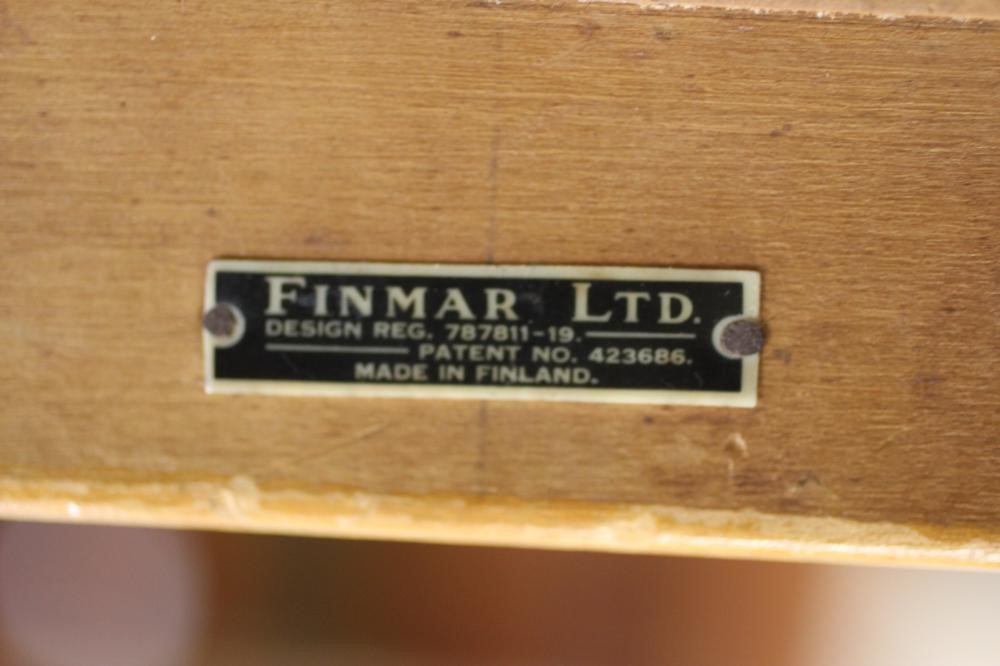 FINMAR LTD.
DESIGN REG. 787811-19.
PATENT NO. 423686.
MADE IN FINLAND.